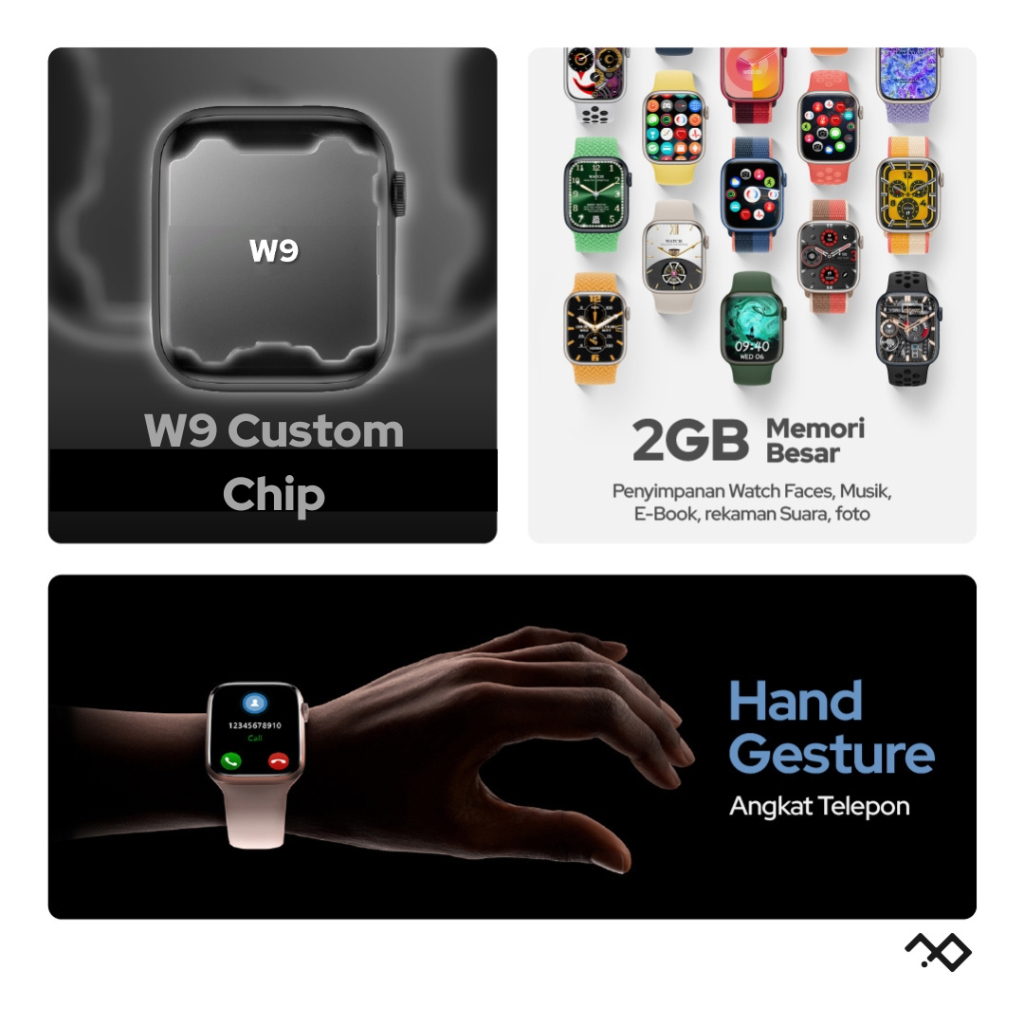 W9
W9 Custom
Chip
WATCH
09:40
WED 06
2GB
Memori
Besar
Penyimpanan Watch Faces, Musik,
E-Book, rekaman Suara, foto
12345678910
Call
Hand
Gesture
Angkat Telepon